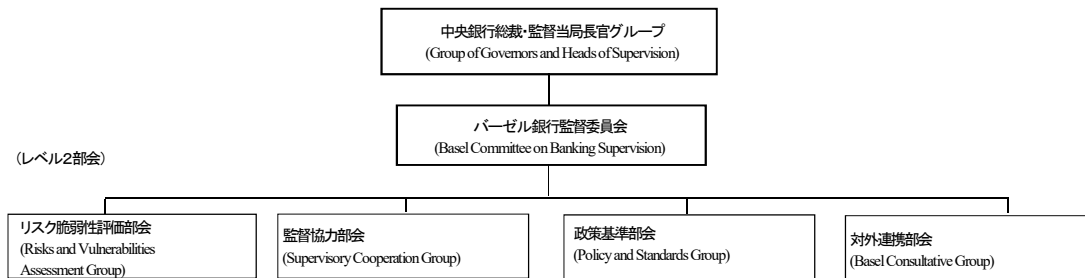 中央銀行総裁・監督当局長官グループ
(Group of Governors and Heads of Supervision)
バーゼル銀行監督委員会
(Basel Committee on Banking Supervision)
(レベル2部会)
リスク脆弱性評価部会
(Risks and Vulnerabilities
Assessment Group)
監督協力部会
(Supervisory Cooperation Group)
政策基準部会
(Policy and Standards Group)
対外連携部会
(Basel Consultative Group)